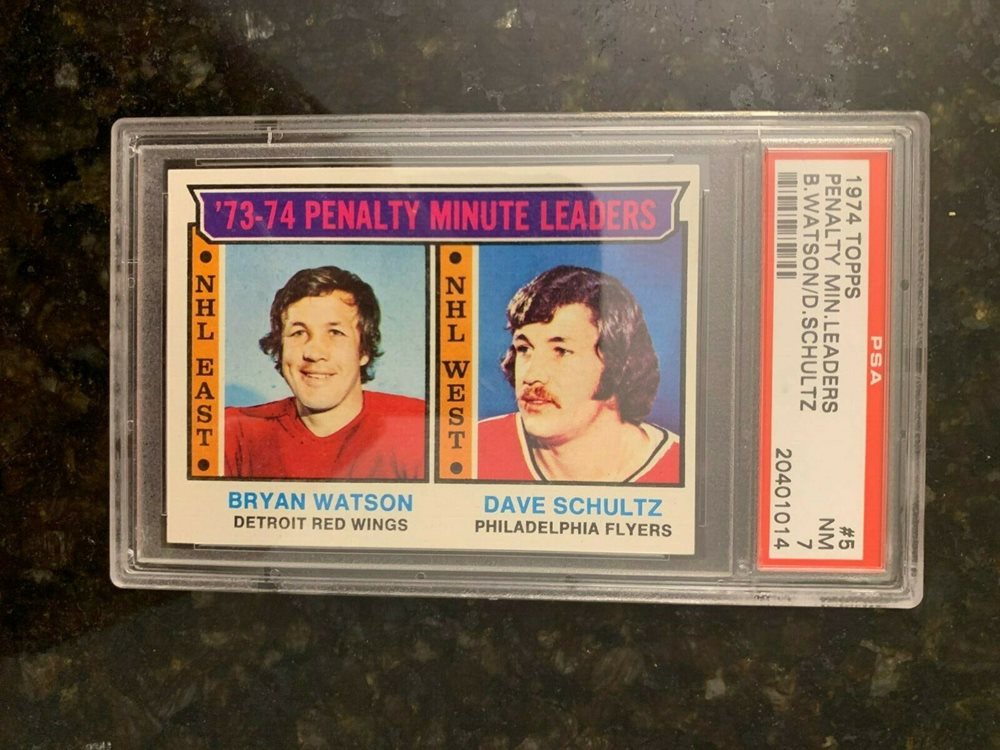 '73-74 PENALTY MINUTE LEADERS
NHL EAST
NHL WEST
BRYAN WATSON
DETROIT RED WINGS
DAVE SCHULTZ
PHILADELPHIA FLYERS
PSA
1974 TOPPS #5
PENALTY MIN.LEADERS NM
B.WATSON/D.SCHULTZ 7
20401014